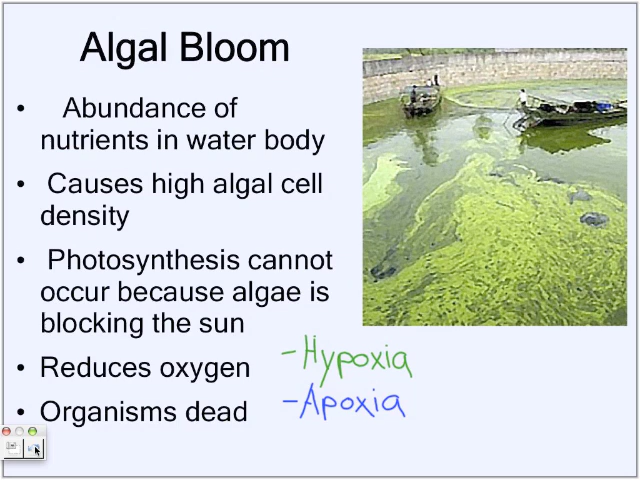 Algal Bloom
• Abundance of
nutrients in water body
• Causes high algal cell
density
• Photosynthesis cannot
occur because algae is
blocking the sun
• Reduces oxygen
- Hypoxia
• Organisms dead
- Apoxia